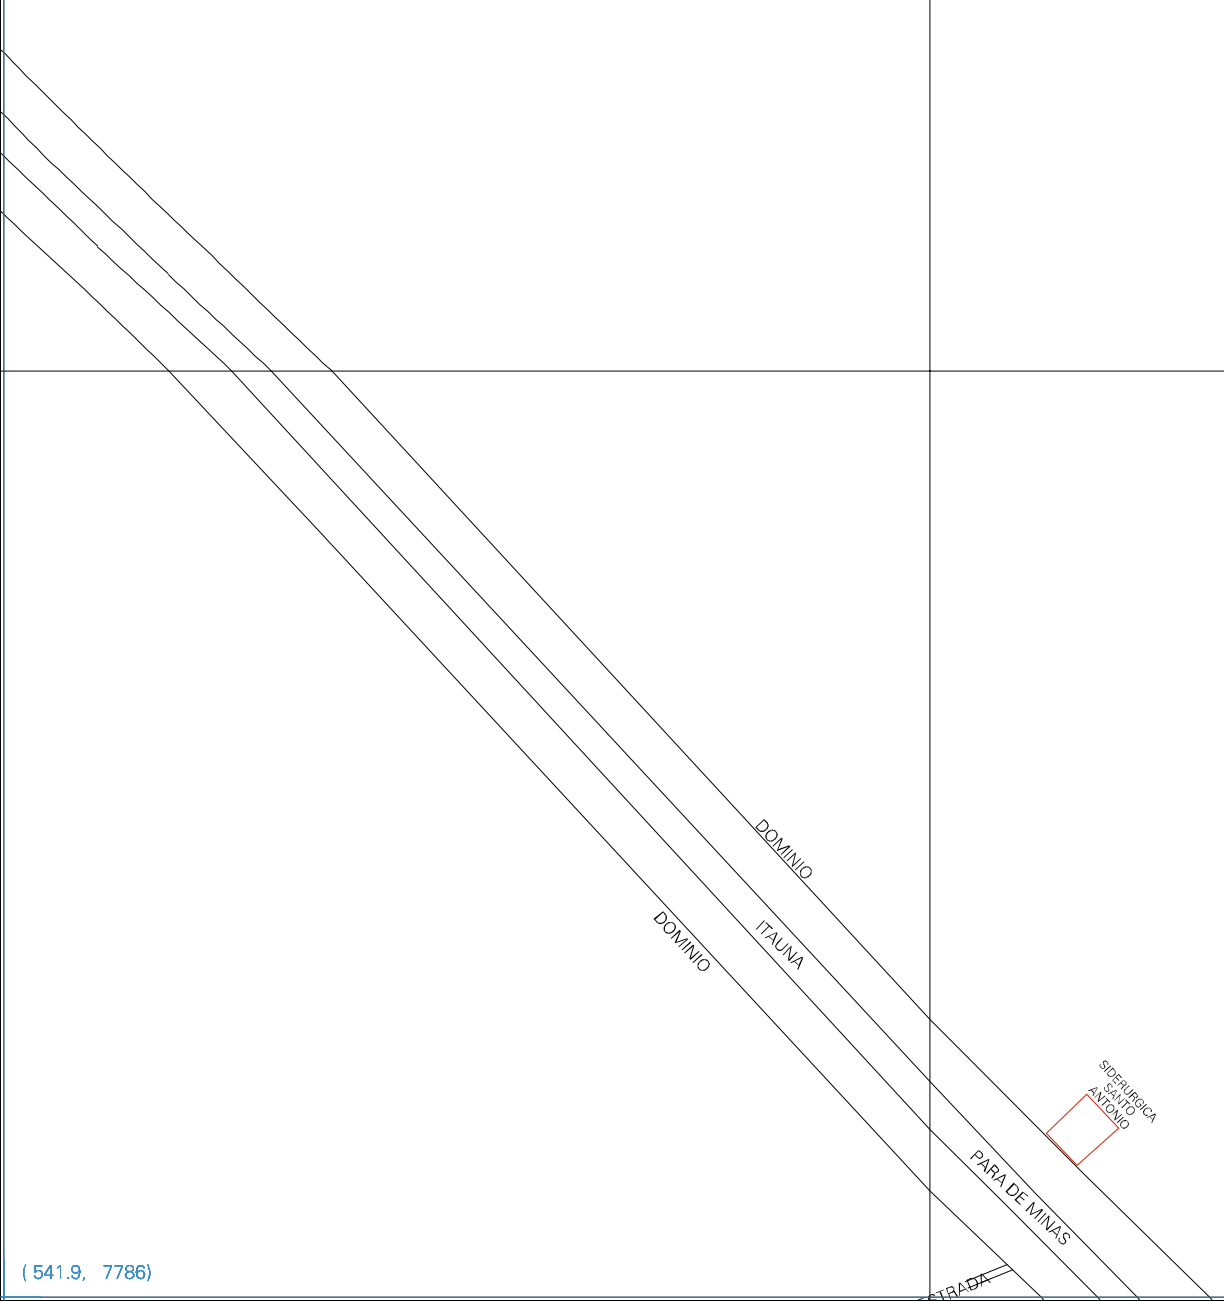 DOMINIO
DOMINIO
ITAUNA
SIDERURGICA
SANTO
ANTONIO
PARA DE MINAS
( 541.9, 7786)